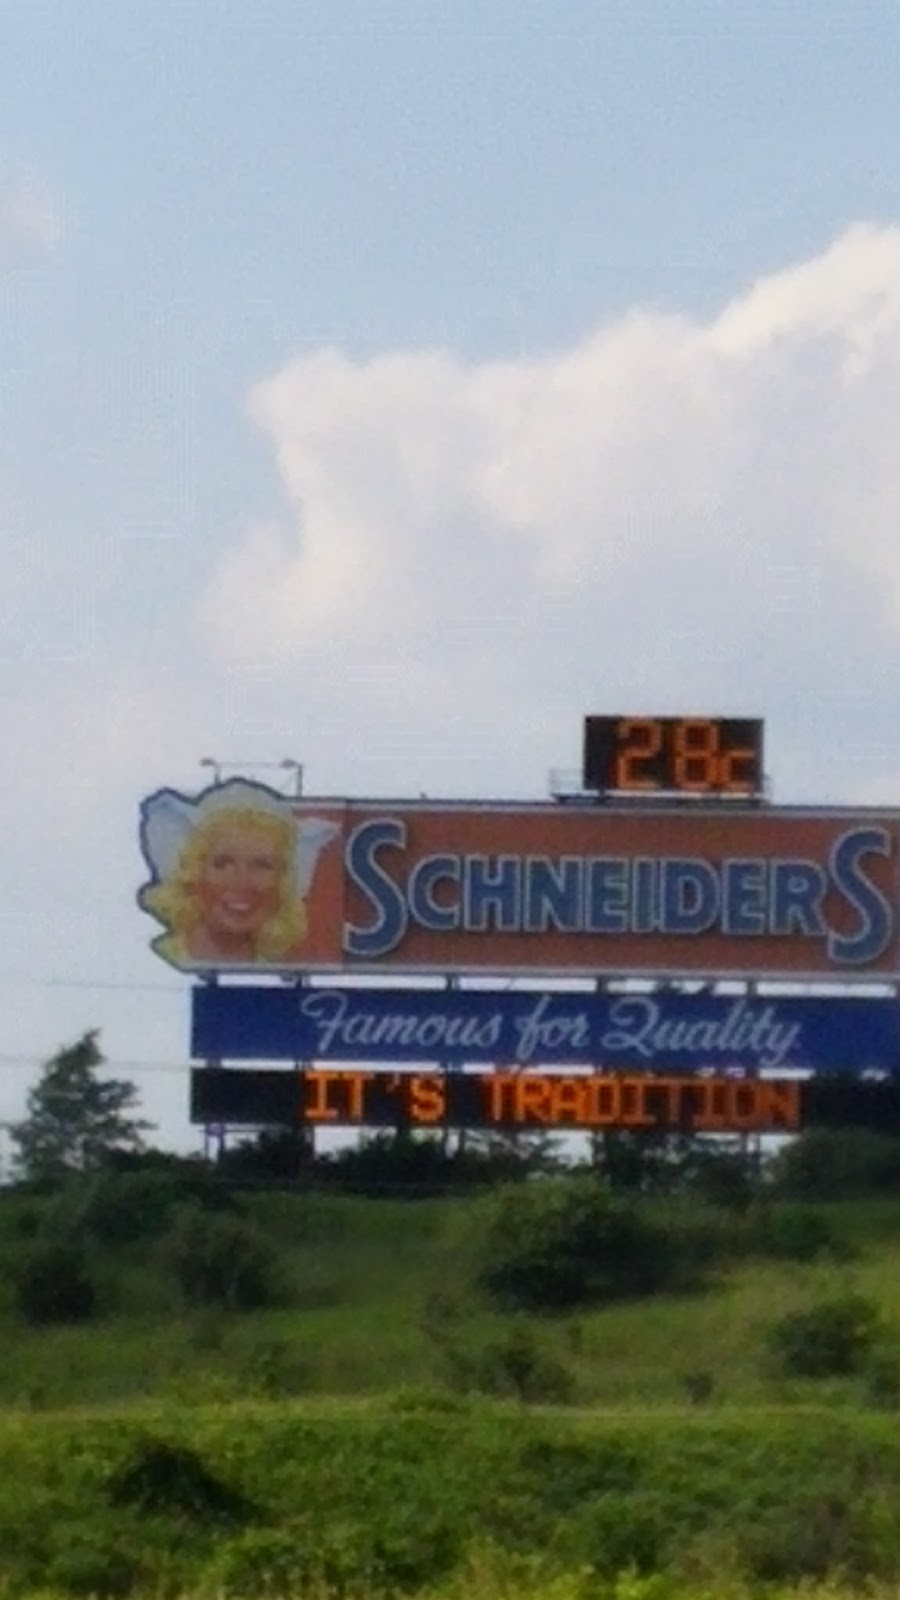 28c
SCHNEIDERS
Famous for Quality
IT'S TRADITION